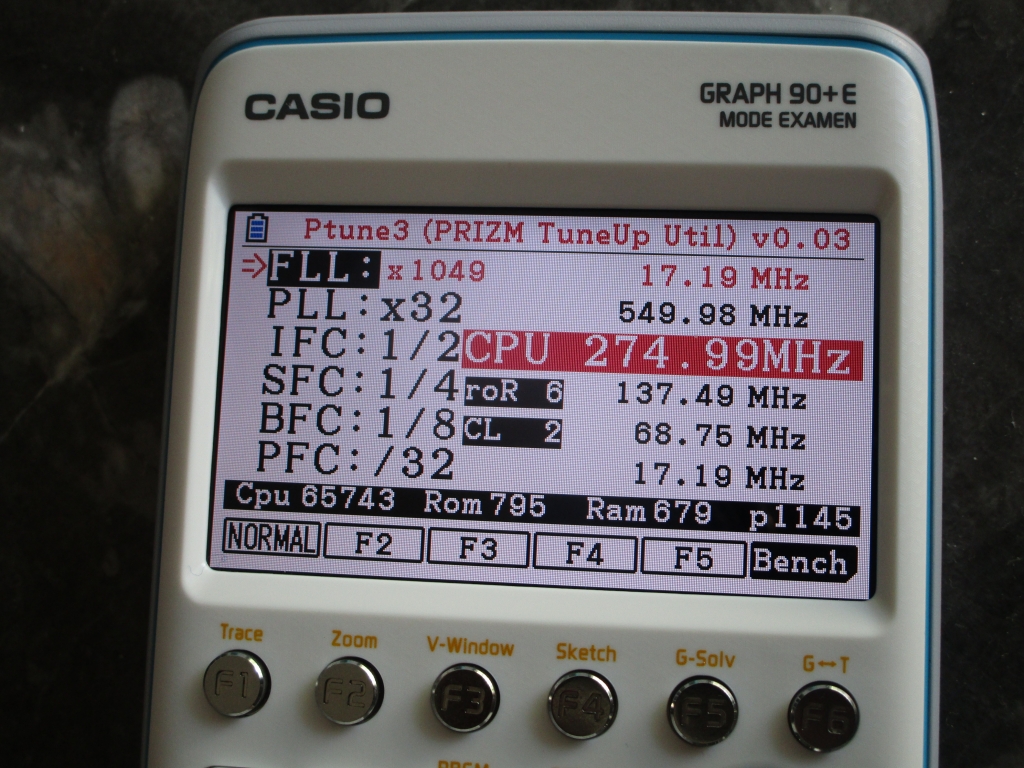 CASIO
GRAPH 90+E
MODE EXAMEN
Ptune3 (PRIZM TuneUp Util) v0.03
FLL: x1049 17.19 MHz
PLL: x32 549.98 MHz
IFC: 1/2 CPU 274.99MHz
SFC: 1/4 roR 6 137.49 MHz
BFC: 1/8 CL 2 68.75 MHz
PFC: /32 17.19 MHz
Cpu 65743 Rom 795 Ram 679 p1145
NORMAL F2 F3 F4 F5 Bench
Trace Zoom V-Window Sketch G-Solv G↔T
F1 F2 F3 F4 F5 F6